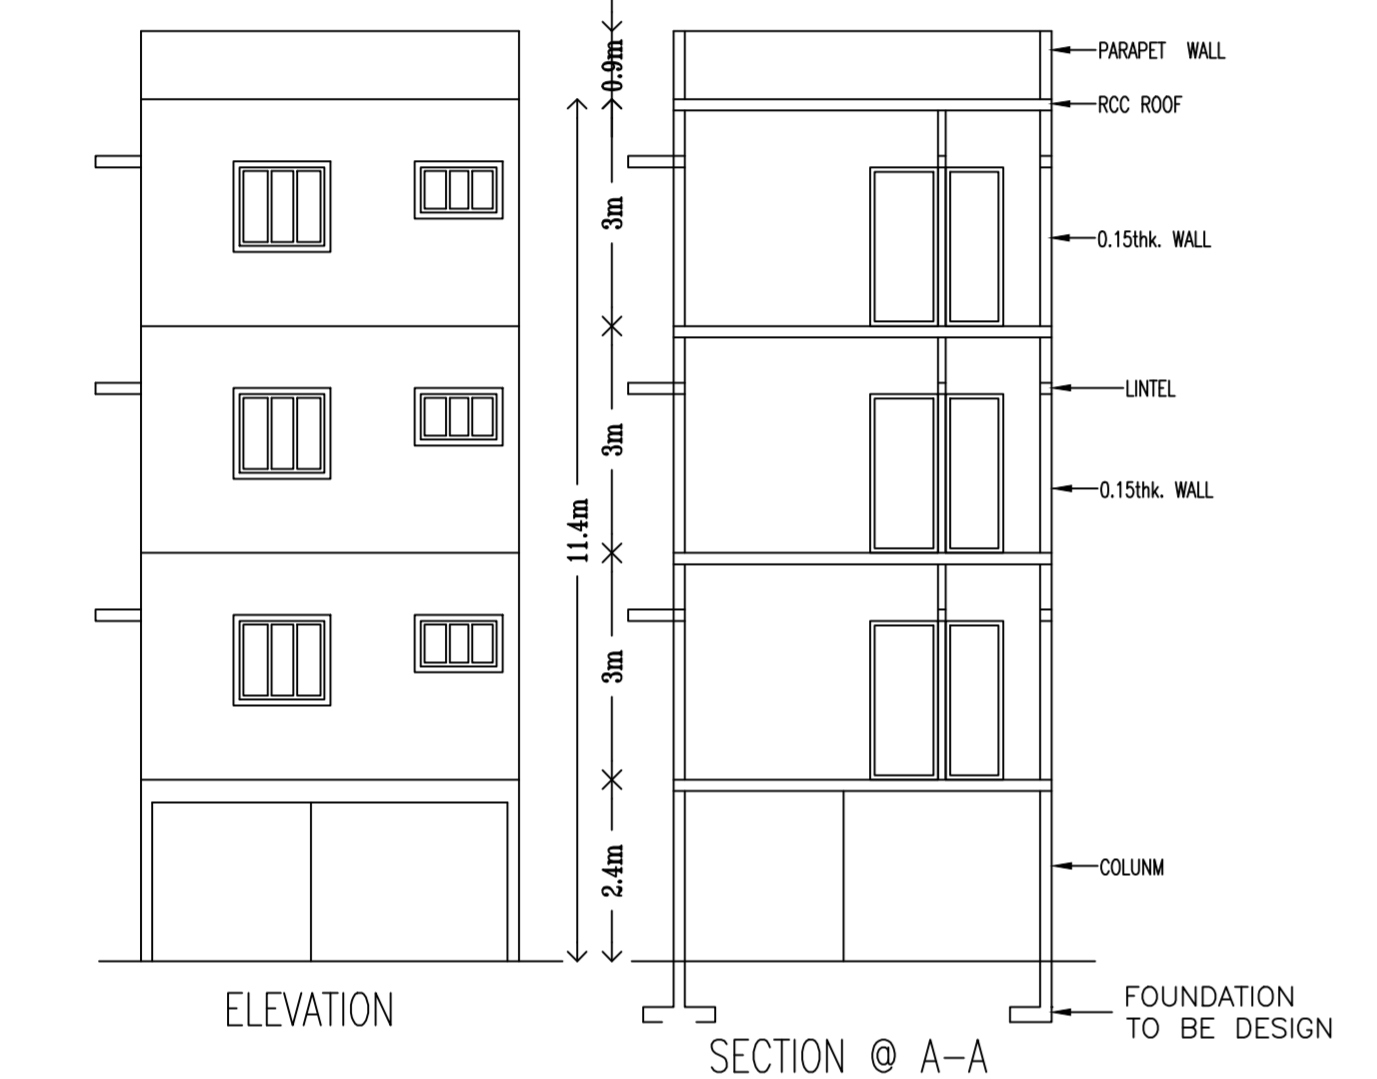 0.9m
PARAPET WALL
RCC ROOF
3m
0.15thk. WALL
LINTEL
3m
0.15thk. WALL
11.4m
3m
2.4m
COLUNM
ELEVATION
FOUNDATION
TO BE DESIGN
SECTION @ A-A